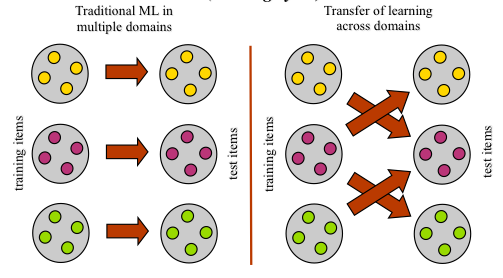 Traditional ML in
multiple domains
Transfer of learning
across domains
training items
test items
training items
test items